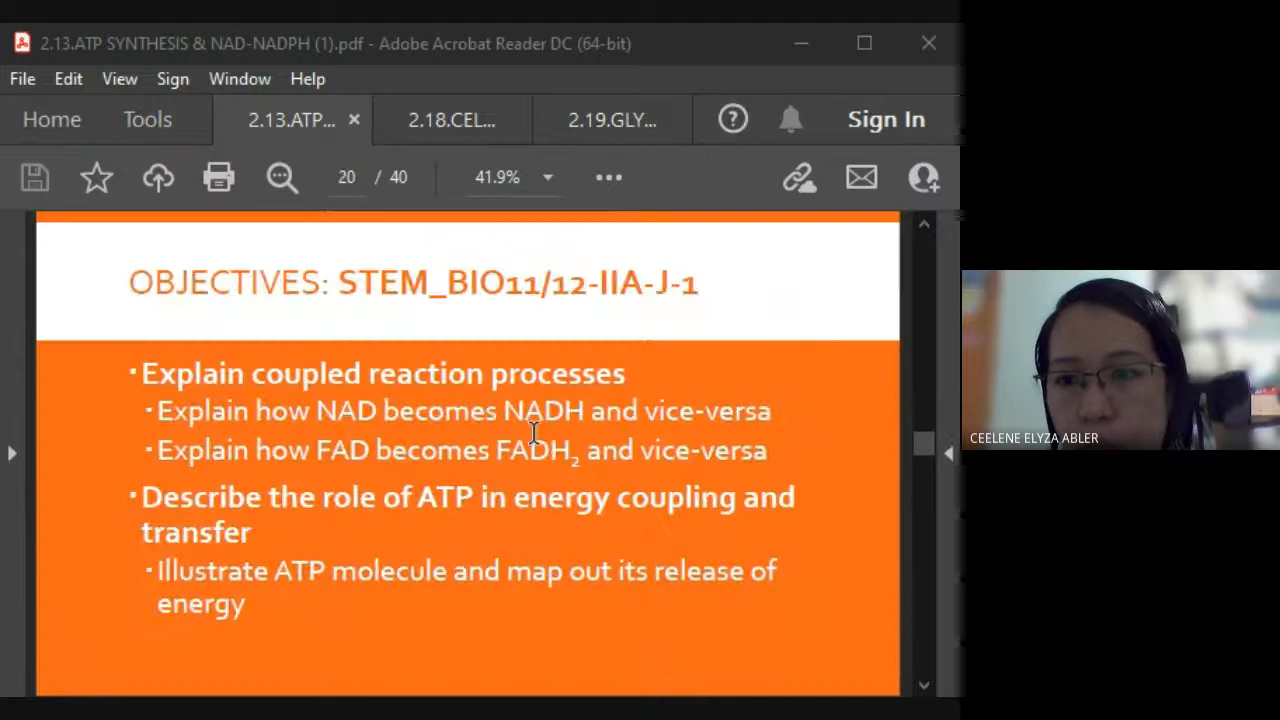 2.13.ATP SYNTHESIS & NAD-NADPH (1).pdf - Adobe Acrobat Reader DC (64-bit)
File Edit View Sign Window Help
Home Tools 2.13.ATP... × 2.18.CEL... 2.19.GLY... ? Sign In
20 / 40 41.9% •••
OBJECTIVES: STEM_BIO11/12-IIA-J-1
▪ Explain coupled reaction processes
▪ Explain how NAD becomes NADH and vice-versa
▪ Explain how FAD becomes FADH₂ and vice-versa
▪ Describe the role of ATP in energy coupling and
transfer
▪ Illustrate ATP molecule and map out its release of
energy
CEELENE ELYZA ABLER